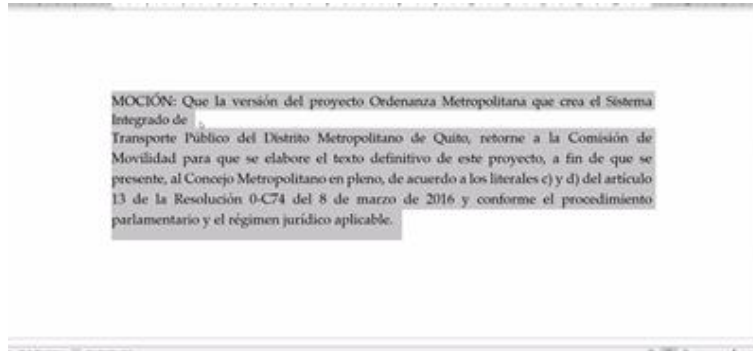 MOCIÓN: Que la versión del proyecto Ordenanza Metropolitana que crea el Sistema
Integrado de
Transporte Público del Distrito Metropolitano de Quito, retorne a la Comisión de
Movilidad para que se elabore el texto definitivo de este proyecto, a fin de que se
presente, al Concejo Metropolitano en pleno, de acuerdo a los literales c) y d) del artículo
13 de la Resolución 0-C74 del 8 de marzo de 2016 y conforme el procedimiento
parlamentario y el régimen jurídico aplicable.